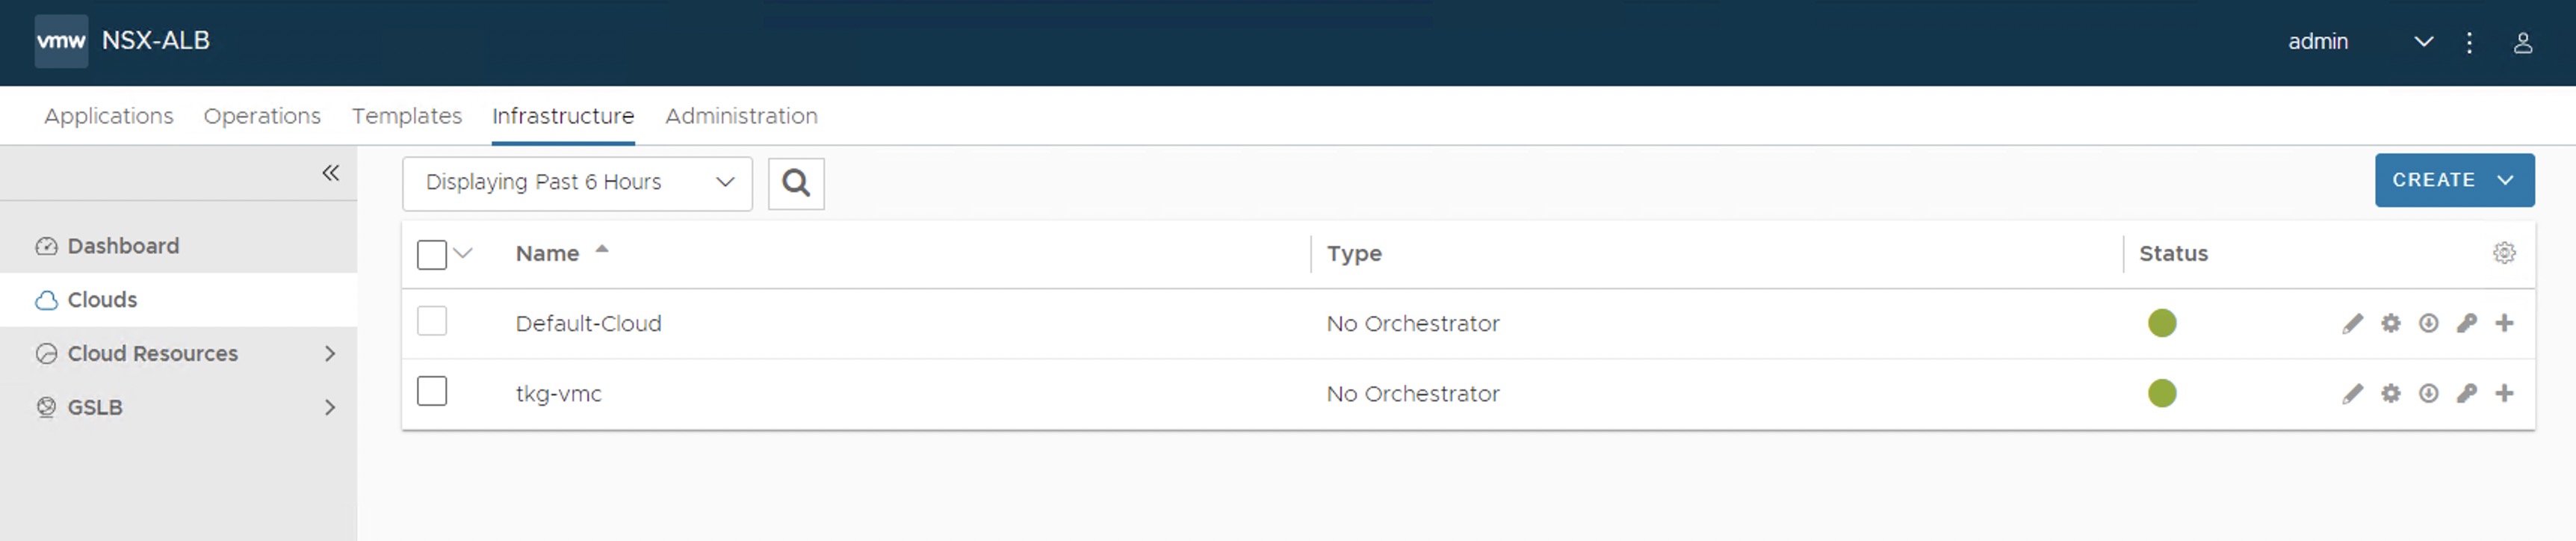 vmw NSX-ALB
admin
Applications Operations Templates Infrastructure Administration
Displaying Past 6 Hours
CREATE
Dashboard
Clouds
Cloud Resources
GSLB
Name Type Status
Default-Cloud No Orchestrator
tkg-vmc No Orchestrator